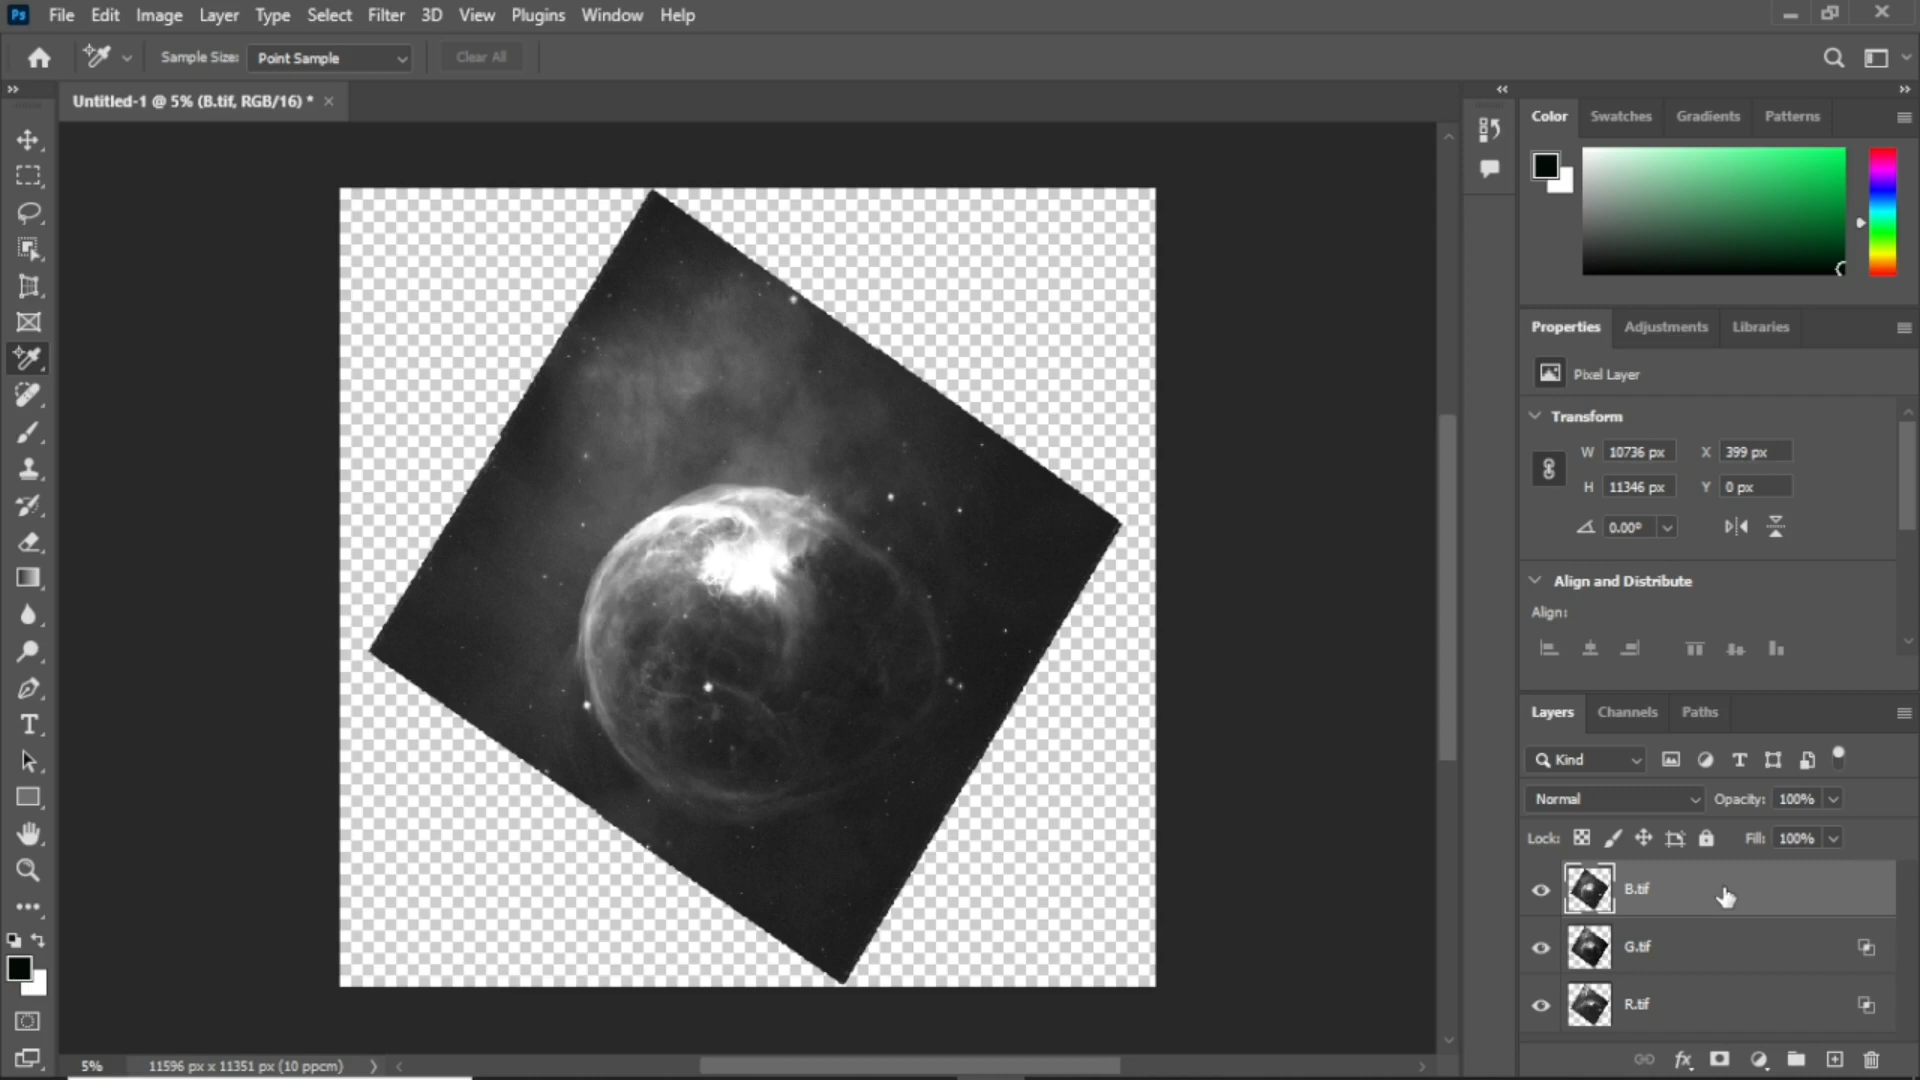 Ps File Edit Image Layer Type Select Filter 3D View Plugins Window Help
Sample Size: Point Sample Clear All
Untitled-1 @ 5% (B.tif, RGB/16) *
Color Swatches Gradients Patterns
Properties Adjustments Libraries
Pixel Layer
Transform
W 10736 px X 399 px
H 11346 px Y 0 px
0.00°
Align and Distribute
Align:
Layers Channels Paths
Kind
Normal Opacity: 100%
Lock: Fill: 100%
B.tif
G.tif
R.tif
5% 11596 px x 11351 px (10 ppcm)